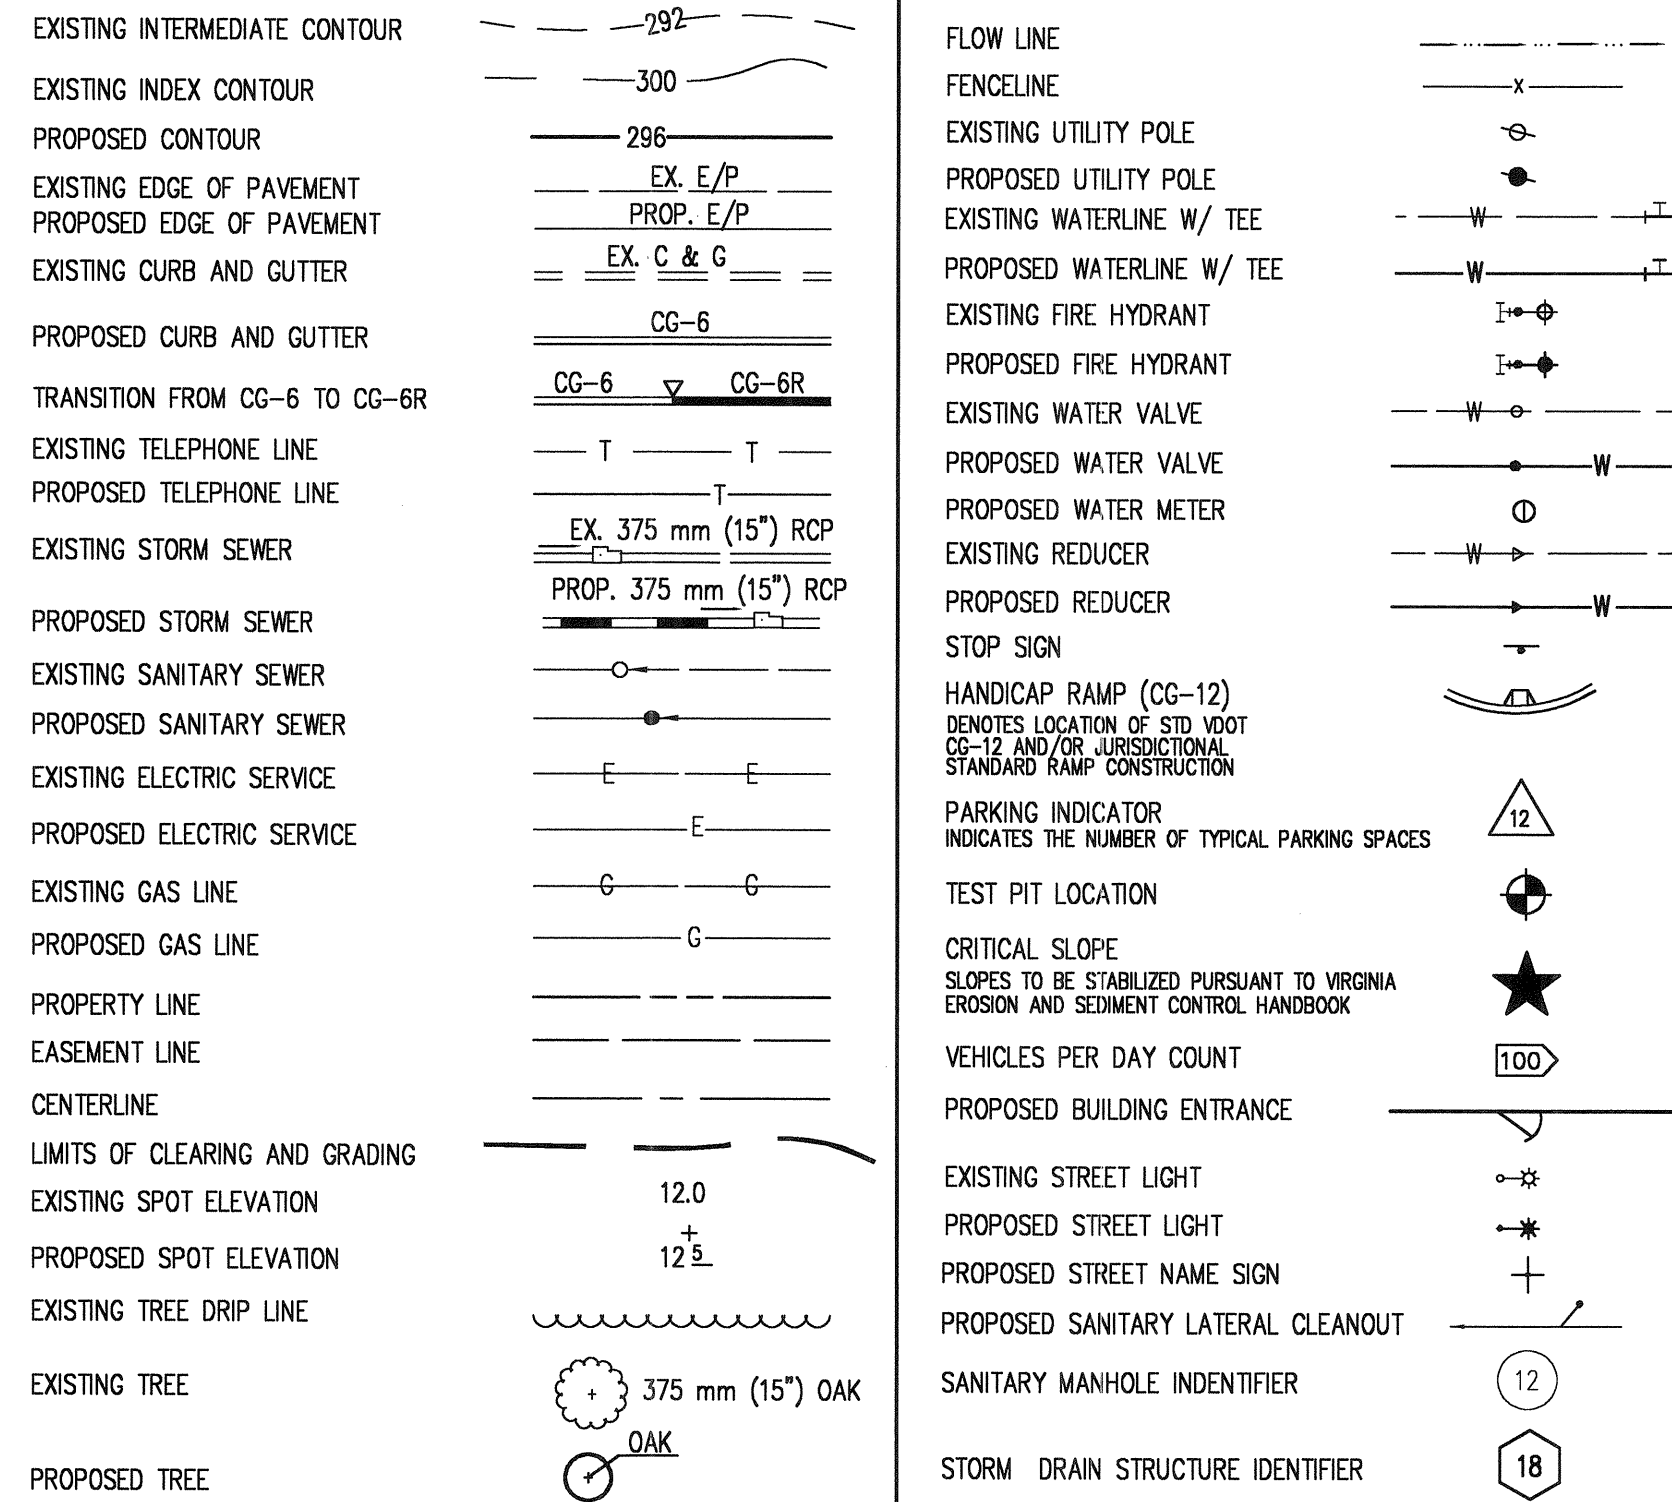 EXISTING INTERMEDIATE CONTOUR 292
EXISTING INDEX CONTOUR 300
PROPOSED CONTOUR 296
EXISTING EDGE OF PAVEMENT EX. E/P
PROPOSED EDGE OF PAVEMENT PROP. E/P
EXISTING CURB AND GUTTER EX. C & G
PROPOSED CURB AND GUTTER CG-6
TRANSITION FROM CG-6 TO CG-6R CG-6 CG-6R
EXISTING TELEPHONE LINE T T
PROPOSED TELEPHONE LINE T
EXISTING STORM SEWER EX. 375 mm (15") RCP
PROPOSED STORM SEWER PROP. 375 mm (15") RCP
EXISTING SANITARY SEWER
PROPOSED SANITARY SEWER
EXISTING ELECTRIC SERVICE E E
PROPOSED ELECTRIC SERVICE E
EXISTING GAS LINE G G
PROPOSED GAS LINE G
PROPERTY LINE
EASEMENT LINE
CENTERLINE
LIMITS OF CLEARING AND GRADING
EXISTING SPOT ELEVATION 12.0
PROPOSED SPOT ELEVATION 12 5
EXISTING TREE DRIP LINE
EXISTING TREE 375 mm (15") OAK
PROPOSED TREE OAK
FLOW LINE
FENCELINE X
EXISTING UTILITY POLE
PROPOSED UTILITY POLE
EXISTING WATERLINE W/ TEE W
PROPOSED WATERLINE W/ TEE W
EXISTING FIRE HYDRANT
PROPOSED FIRE HYDRANT
EXISTING WATER VALVE W
PROPOSED WATER VALVE W
PROPOSED WATER METER
EXISTING REDUCER W
PROPOSED REDUCER W
STOP SIGN
HANDICAP RAMP (CG-12)
DENOTES LOCATION OF STD VDOT
CG-12 AND/OR JURISDICTIONAL
STANDARD RAMP CONSTRUCTION
PARKING INDICATOR 12
INDICATES THE NUMBER OF TYPICAL PARKING SPACES
TEST PIT LOCATION
CRITICAL SLOPE
SLOPES TO BE STABILIZED PURSUANT TO VIRGINIA
EROSION AND SEDIMENT CONTROL HANDBOOK
VEHICLES PER DAY COUNT 100
PROPOSED BUILDING ENTRANCE
EXISTING STREET LIGHT
PROPOSED STREET LIGHT
PROPOSED STREET NAME SIGN
PROPOSED SANITARY LATERAL CLEANOUT
SANITARY MANHOLE INDENTIFIER 12
STORM DRAIN STRUCTURE IDENTIFIER 18